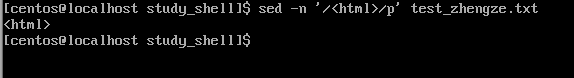 [centos@localhost study_shell]$ sed -n '/<html>/p' test_zhengze.txt
<html>
[centos@localhost study_shell]$